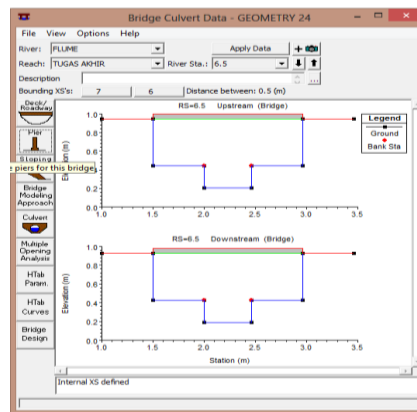 Bridge Culvert Data - GEOMETRY 24
File View Options Help
River: FLUME Apply Data
Reach: TUGAS AKHIR River Sta.: 6.5
Description ...
Bounding XS's: 7 6 Distance between: 0.5 (m)
Deck/
Roadway
Pier
Sloping
e piers for this bridge
Bridge
Modeling
Approach
Culvert
Multiple
Opening
Analysis
HTab
Param.
HTab
Curves
Bridge
Design
RS=6.5 Upstream (Bridge)
Elevation (m)
1.0
0.8
0.6
0.4
0.2
0.0
1.0 1.5 2.0 2.5 3.0 3.5
Legend
Ground
Bank Sta
RS=6.5 Downstream (Bridge)
Elevation (m)
1.0
0.8
0.6
0.4
0.2
0.0
1.0 1.5 2.0 2.5 3.0 3.5
Station (m)
Internal XS defined